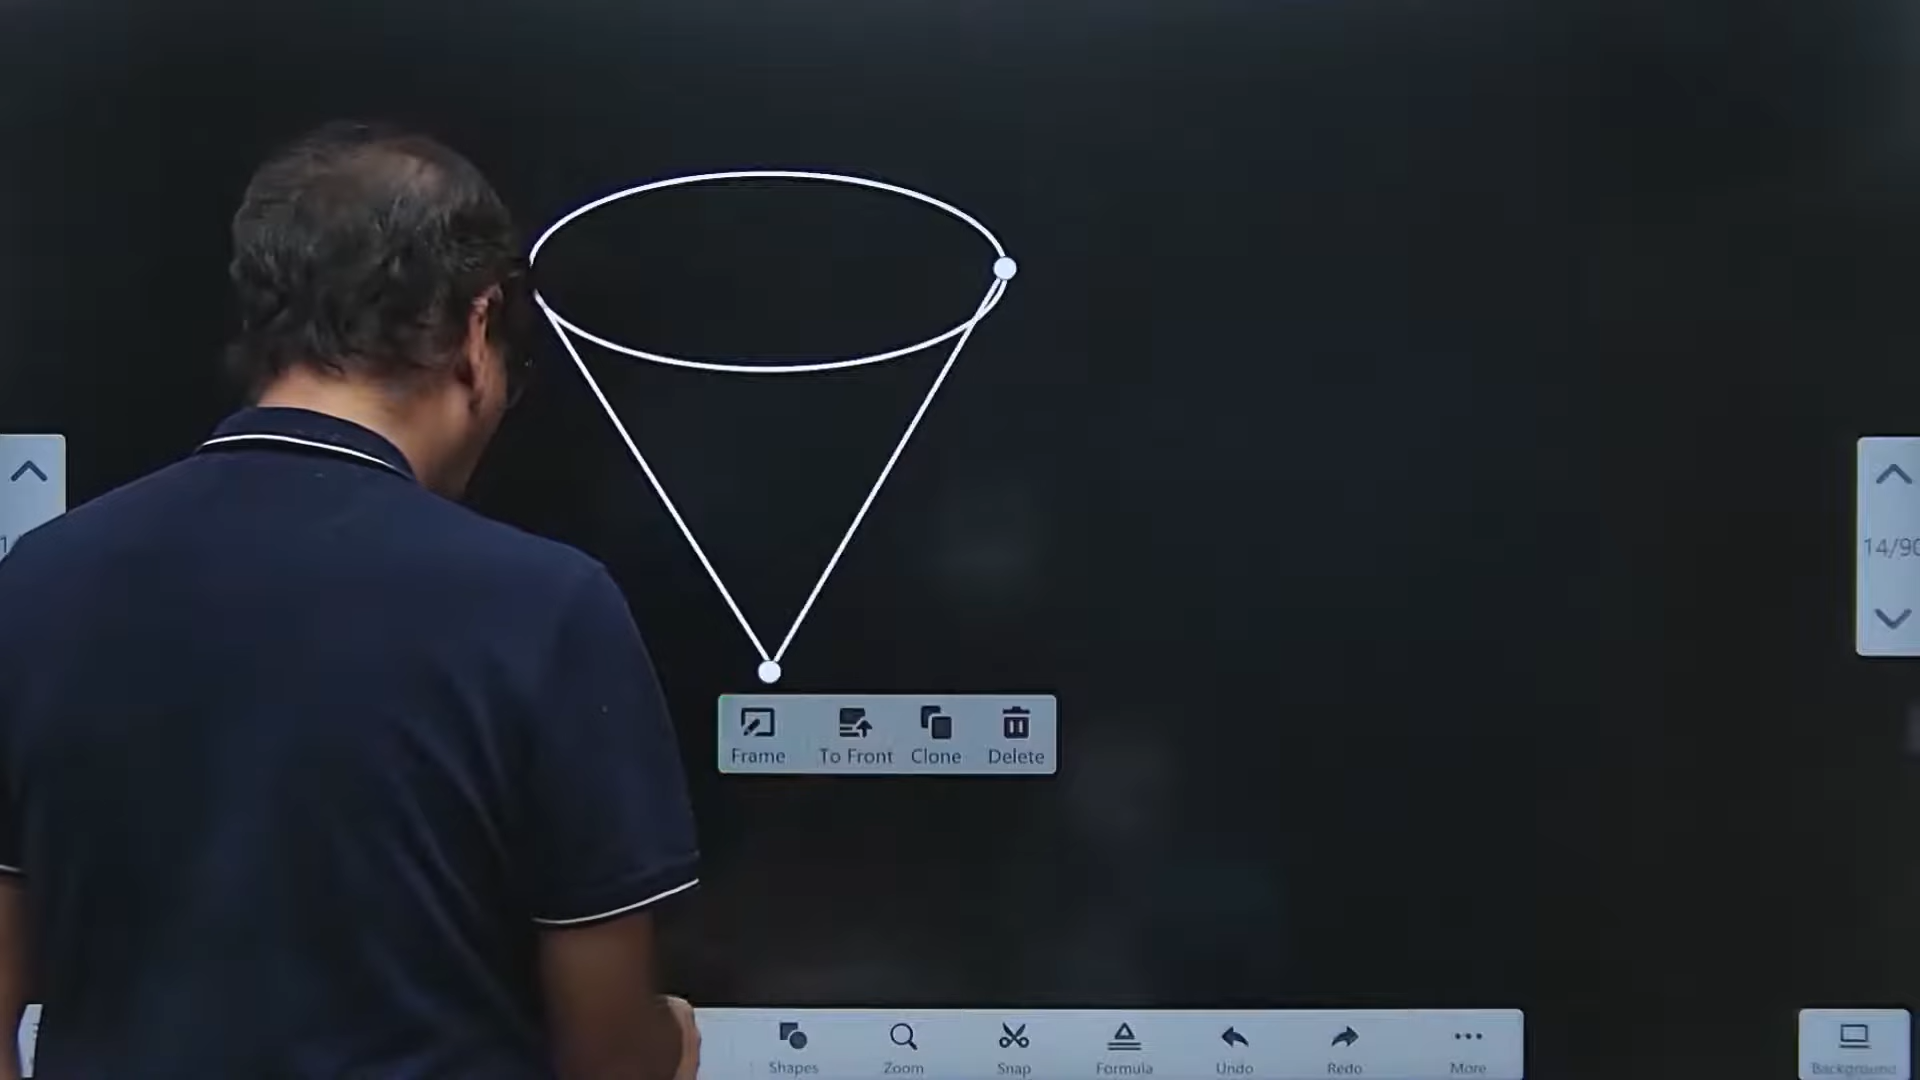 14/90
Frame To Front Clone Delete
Shapes Zoom Snap Formula Undo Redo More
Background